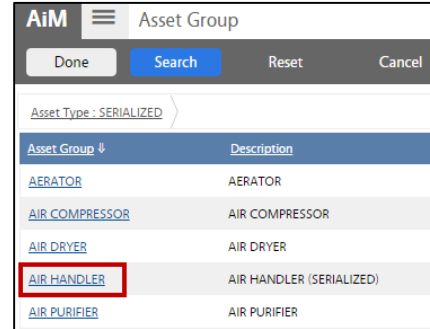 AiM Asset Group
Done Search Reset Cancel
Asset Type : SERIALIZED
Asset Group ⇓ Description
AERATOR AERATOR
AIR COMPRESSOR AIR COMPRESSOR
AIR DRYER AIR DRYER
AIR HANDLER AIR HANDLER (SERIALIZED)
AIR PURIFIER AIR PURIFIER